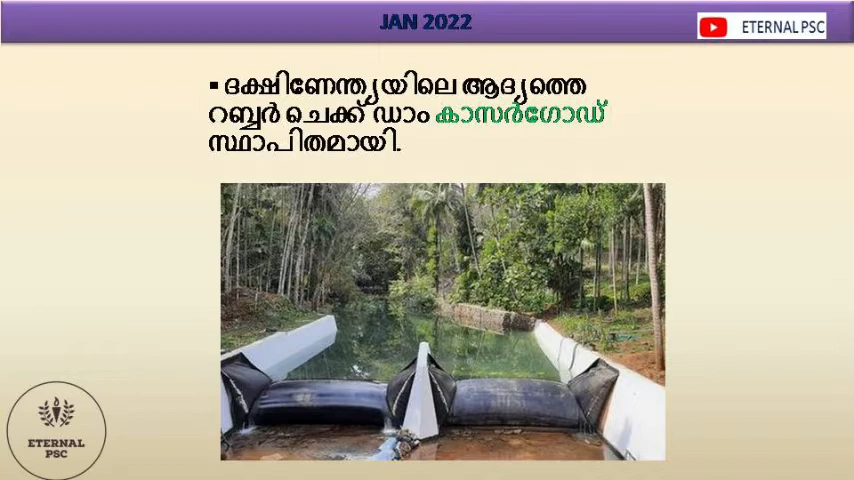 JAN 2022
ETERNAL PSC
▪ ദക്ഷിണേന്ത്യയിലെ ആദ്യത്തെ
റബ്ബർ ചെക്ക് ഡാം കാസർഗോഡ്
സ്ഥാപിതമായി.
ETERNAL
PSC